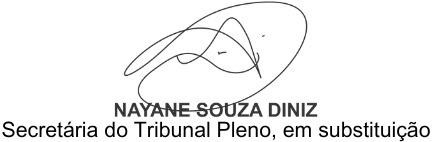 NAYANE SOUZA DINIZ
Secretária do Tribunal Pleno, em substituição